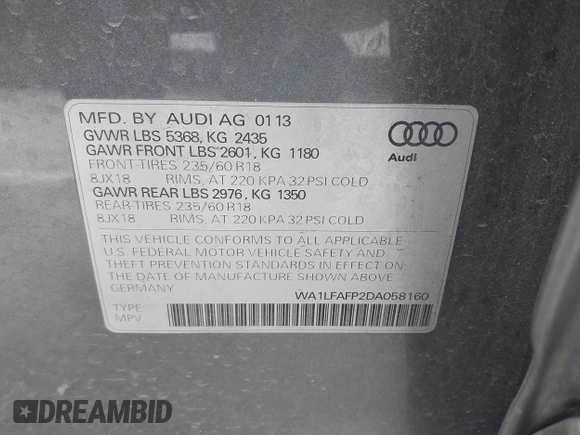 MFD. BY AUDI AG 01 13
GVWR LBS 5368, KG 2435
GAWR FRONT LBS 2601, KG 1180
FRONT-TIRES 235/60 R18
8JX18 RIMS, AT 220 KPA 32 PSI COLD
GAWR REAR LBS 2976, KG 1350
REAR-TIRES 235/60 R18
8JX18 RIMS, AT 220 KPA 32 PSI COLD
Audi
THIS VEHICLE CONFORMS TO ALL APPLICABLE
U.S. FEDERAL MOTOR VEHICLE SAFETY AND
THEFT PREVENTION STANDARDS IN EFFECT ON
THE DATE OF MANUFACTURE SHOWN ABOVE
GERMANY WA1LFAFP2DA058160
TYPE
MPV
DREAMBID